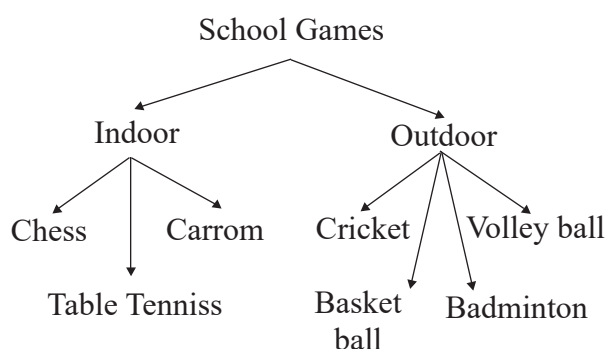 School Games
Indoor
Outdoor
Chess
Carrom
Cricket
Volley ball
Table Tenniss
Basket
ball
Badminton